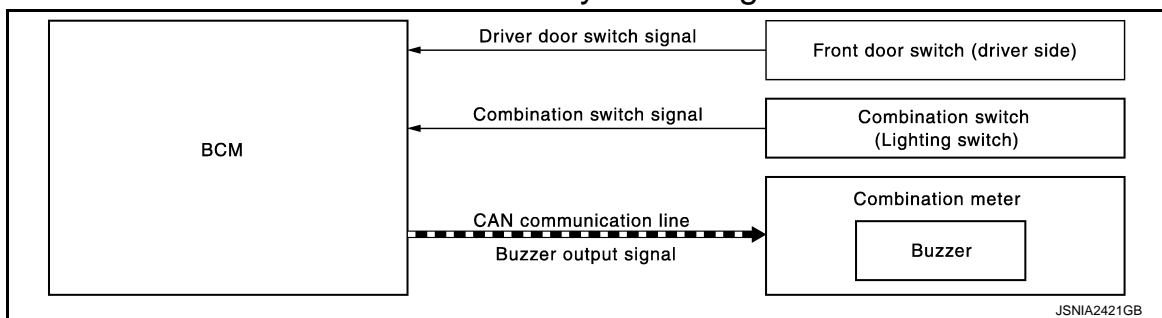 Driver door switch signal
Front door switch (driver side)
Combination switch signal
Combination switch
(Lighting switch)
BCM
Combination meter
CAN communication line
Buzzer output signal
Buzzer
JSNIA2421GB